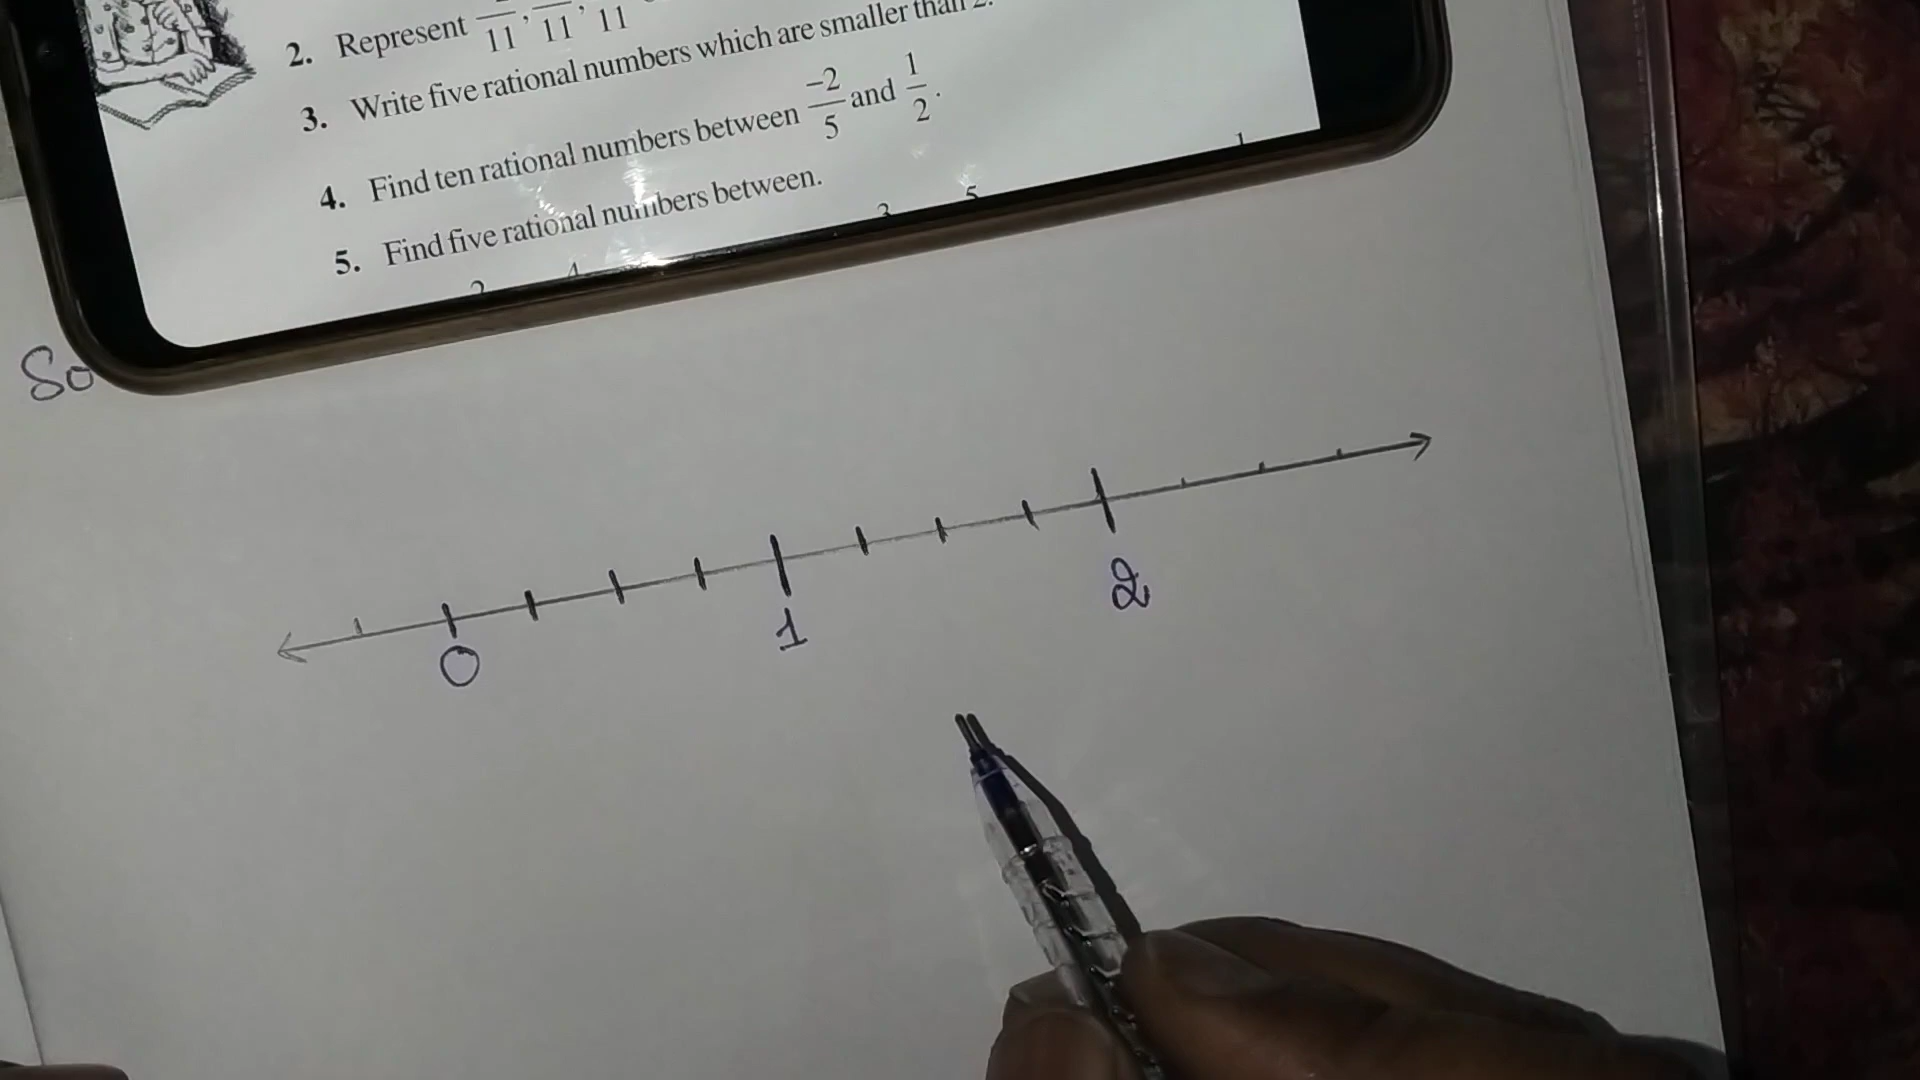 2. Represent /11, /11, /11
3. Write five rational numbers which are smaller than 2.
4. Find ten rational numbers between -2/5 and 1/2.
5. Find five rational numbers between.
So
0 1 2